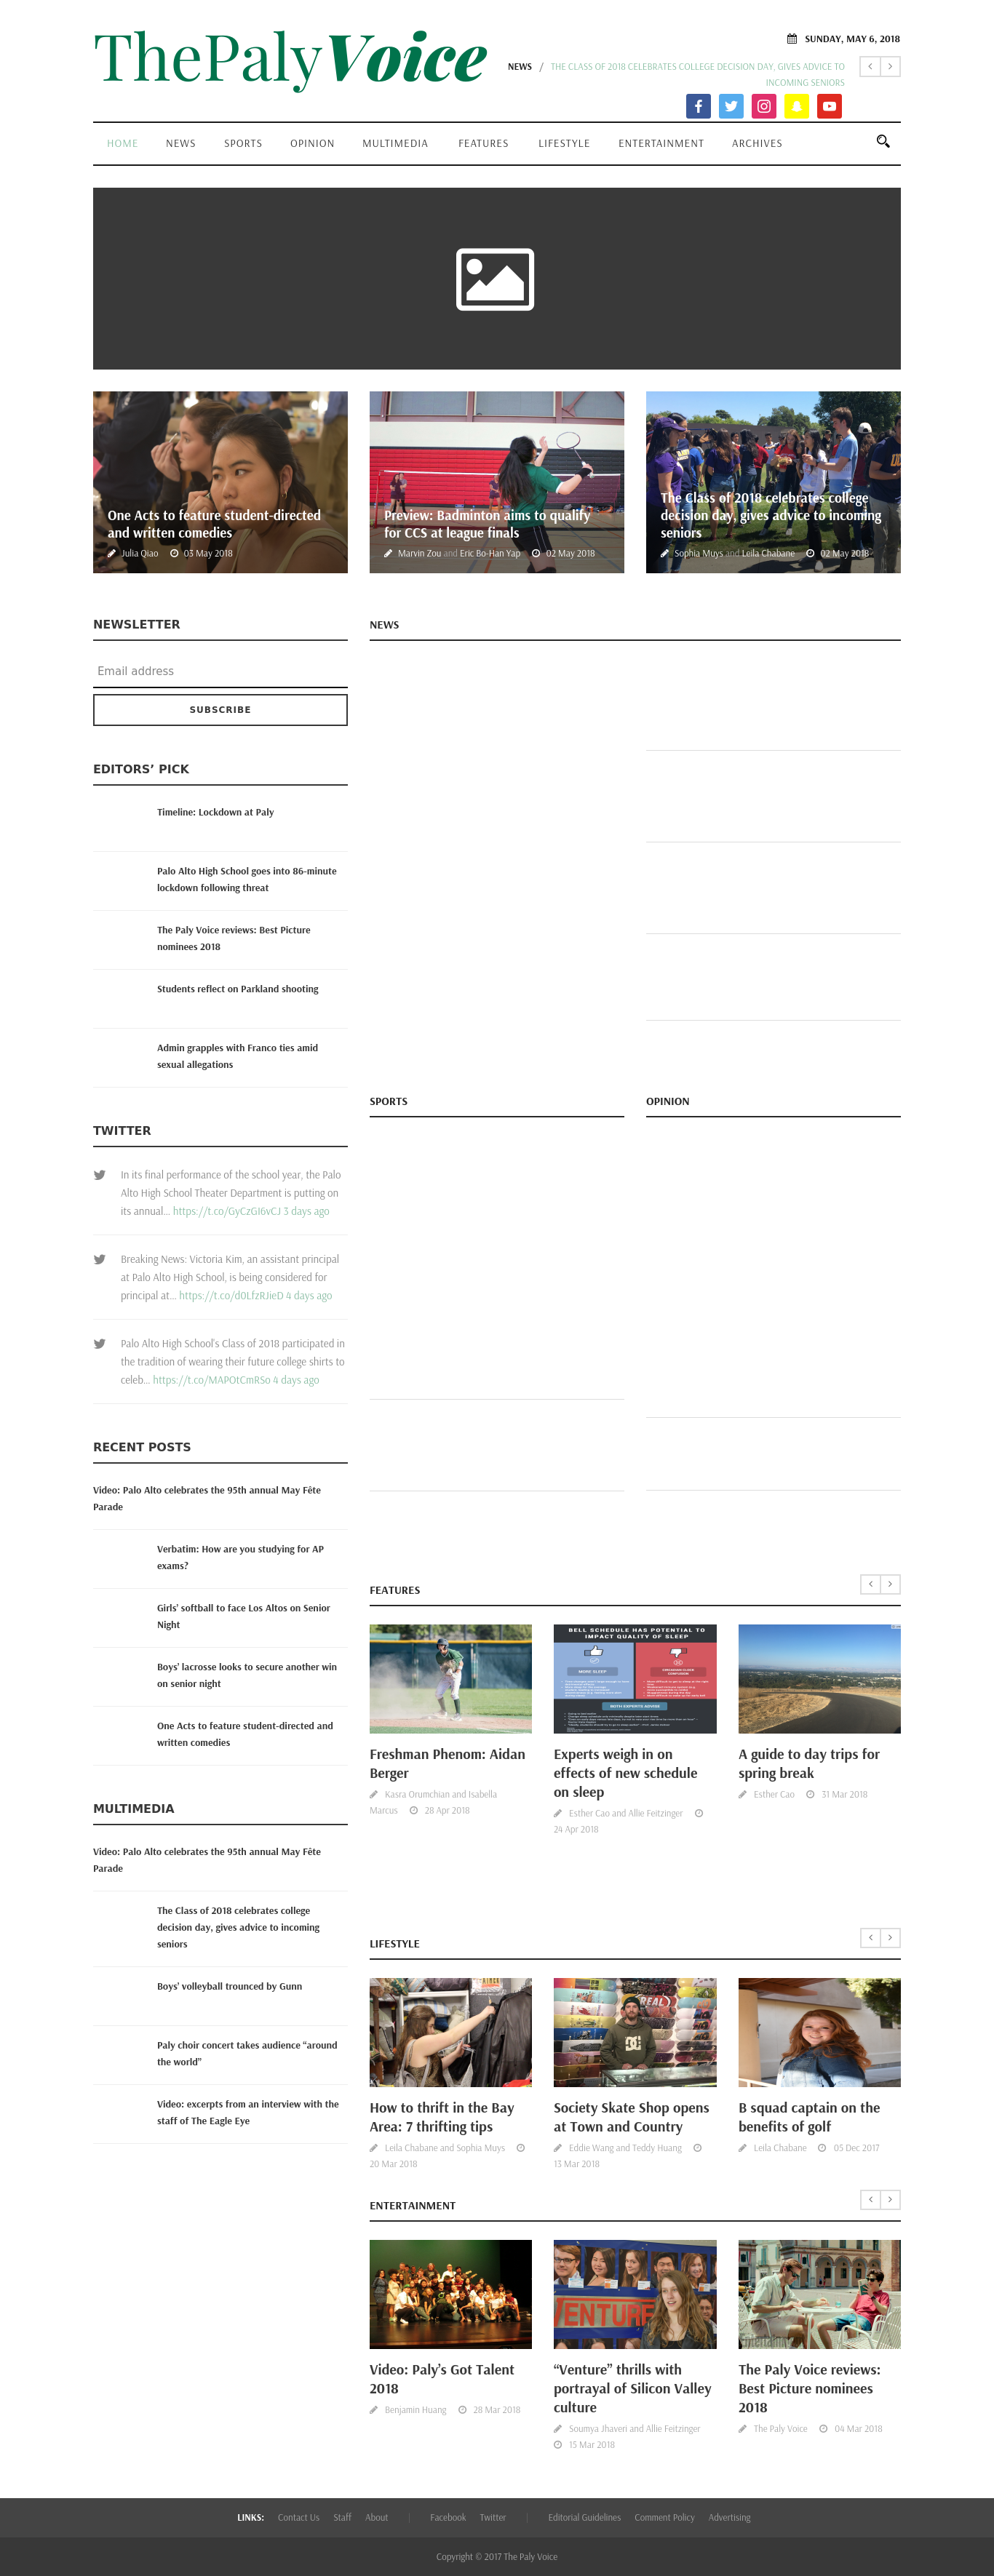 ThePalyVoice
SUNDAY, MAY 6, 2018
NEWS / THE CLASS OF 2018 CELEBRATES COLLEGE DECISION DAY, GIVES ADVICE TO
INCOMING SENIORS
HOME NEWS SPORTS OPINION MULTIMEDIA FEATURES LIFESTYLE ENTERTAINMENT ARCHIVES
One Acts to feature student-directed
and written comedies
Julia Qiao 03 May 2018
Preview: Badminton aims to qualify
for CCS at league finals
Marvin Zou and Eric Bo-Han Yap 02 May 2018
The Class of 2018 celebrates college
decision day, gives advice to incoming
seniors
Sophia Muys and Leila Chabane 02 May 2018
NEWSLETTER
Email address
SUBSCRIBE
EDITORS’ PICK
Timeline: Lockdown at Paly
Palo Alto High School goes into 86-minute
lockdown following threat
The Paly Voice reviews: Best Picture
nominees 2018
Students reflect on Parkland shooting
Admin grapples with Franco ties amid
sexual allegations
TWITTER
In its final performance of the school year, the Palo
Alto High School Theater Department is putting on
its annual... https://t.co/GyCzGI6vCJ 3 days ago
Breaking News: Victoria Kim, an assistant principal
at Palo Alto High School, is being considered for
principal at... https://t.co/d0LfzRJieD 4 days ago
Palo Alto High School's Class of 2018 participated in
the tradition of wearing their future college shirts to
celeb... https://t.co/MAPOtCmRSo 4 days ago
RECENT POSTS
Video: Palo Alto celebrates the 95th annual May Fête
Parade
Verbatim: How are you studying for AP
exams?
Girls’ softball to face Los Altos on Senior
Night
Boys’ lacrosse looks to secure another win
on senior night
One Acts to feature student-directed and
written comedies
MULTIMEDIA
Video: Palo Alto celebrates the 95th annual May Fête
Parade
The Class of 2018 celebrates college
decision day, gives advice to incoming
seniors
Boys’ volleyball trounced by Gunn
Paly choir concert takes audience “around
the world”
Video: excerpts from an interview with the
staff of The Eagle Eye
NEWS
SPORTS
OPINION
FEATURES
BELL SCHEDULE HAS POTENTIAL TO
IMPACT QUALITY OF SLEEP
MORE SLEEP
BOTH EXPERTS ADVISE
Freshman Phenom: Aidan
Berger
Kasra Orumchian and Isabella
Marcus 28 Apr 2018
Experts weigh in on
effects of new schedule
on sleep
Esther Cao and Allie Feitzinger
24 Apr 2018
A guide to day trips for
spring break
Esther Cao 31 Mar 2018
LIFESTYLE
REAL
DC
How to thrift in the Bay
Area: 7 thrifting tips
Leila Chabane and Sophia Muys
20 Mar 2018
Society Skate Shop opens
at Town and Country
Eddie Wang and Teddy Huang
13 Mar 2018
B squad captain on the
benefits of golf
Leila Chabane 05 Dec 2017
ENTERTAINMENT
VENTURE
Entertainment
Video: Paly’s Got Talent
2018
Benjamin Huang 28 Mar 2018
“Venture” thrills with
portrayal of Silicon Valley
culture
Soumya Jhaveri and Allie Feitzinger
15 Mar 2018
The Paly Voice reviews:
Best Picture nominees
2018
The Paly Voice 04 Mar 2018
LINKS: Contact Us Staff About | Facebook Twitter | Editorial Guidelines Comment Policy Advertising
Copyright © 2017 The Paly Voice